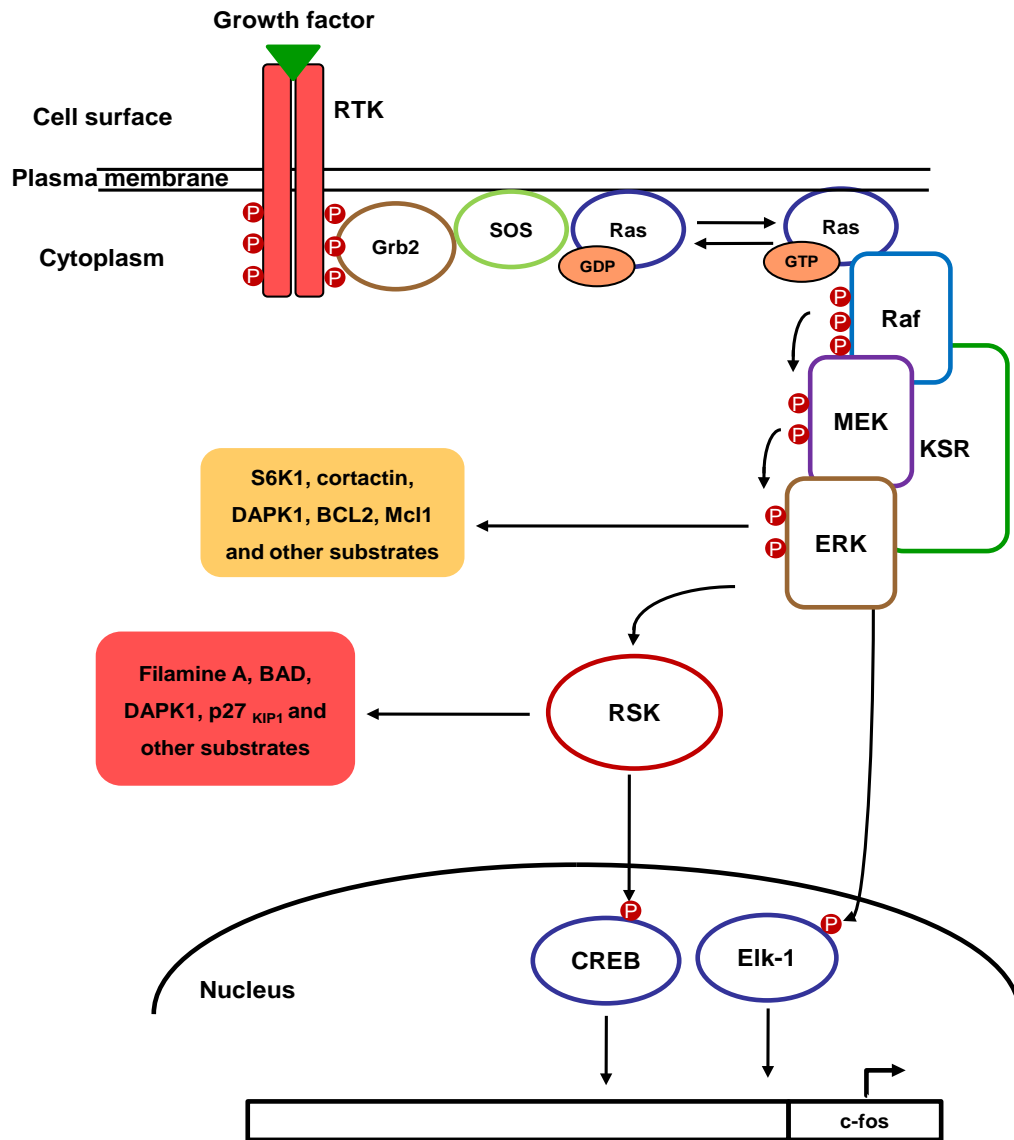 Growth factor
RTK
Cell surface
Plasma membrane
P
P
P
P
P
P
Cytoplasm
Grb2
SOS
Ras
GDP
Ras
GTP
P
P
P
Raf
P
P
MEK
KSR
S6K1, cortactin,
DAPK1, BCL2, Mcl1
and other substrates
P
P
ERK
Filamine A, BAD,
DAPK1, p27 KIP1 and
other substrates
RSK
P
P
CREB
Elk-1
Nucleus
c-fos